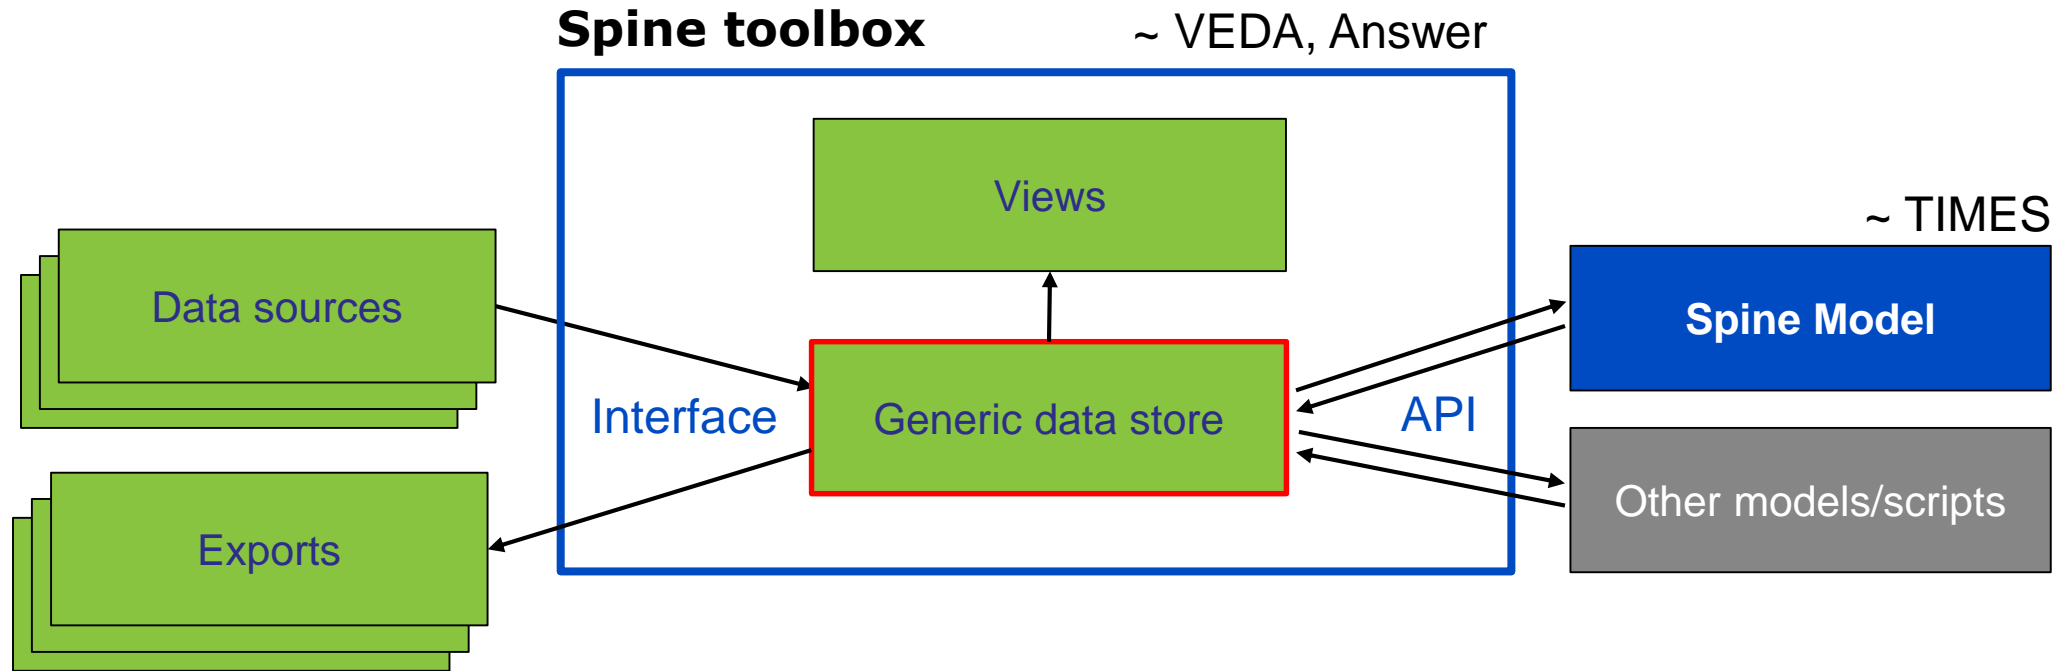 Spine toolbox
~ VEDA, Answer
Views
~ TIMES
Data sources
Spine Model
Interface
Generic data store
API
Other models/scripts
Exports